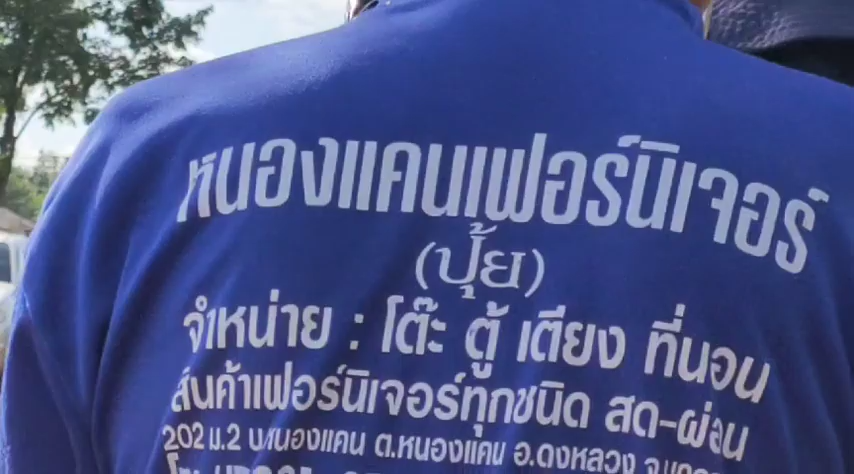 หนองแคนเฟอร์นิเจอร์
(ปุ้ย)
จำหน่าย : โต๊ะ ตู้ เตียง ที่นอน
สินค้าเฟอร์นิเจอร์ทุกชนิด สด-ผ่อน
202 ม.2 บ.หนองแคน ต.หนองแคน อ.ดงหลวง